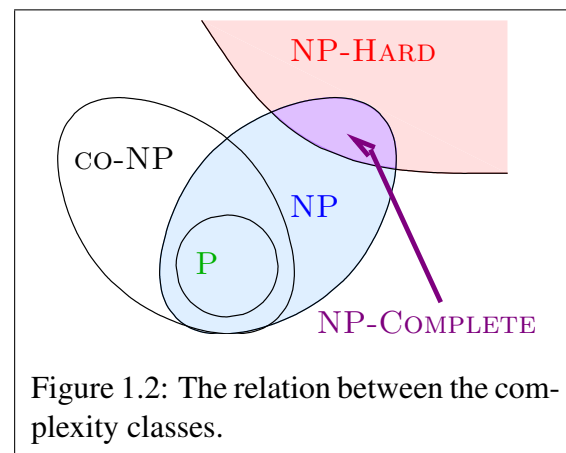 NP-HARD
CO-NP
NP
P
NP-COMPLETE
Figure 1.2: The relation between the com-
plexity classes.